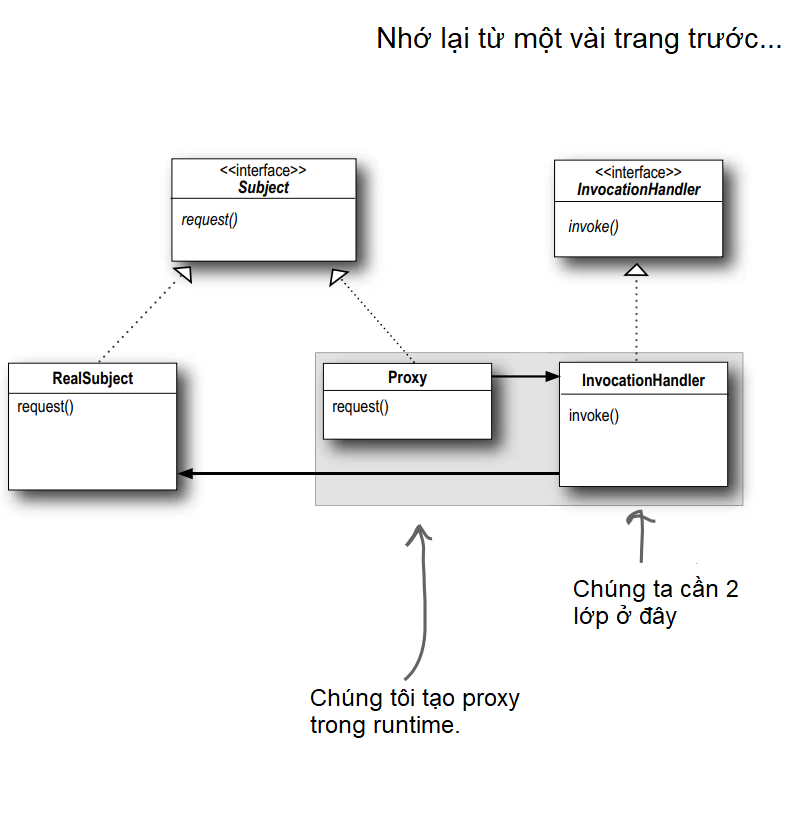 Nhớ lại từ một vài trang trước...
<<interface>>
Subject
request()
<<interface>>
InvocationHandler
invoke()
RealSubject
request()
Proxy
request()
InvocationHandler
invoke()
Chúng ta cần 2
lớp ở đây
Chúng tôi tạo proxy
trong runtime.